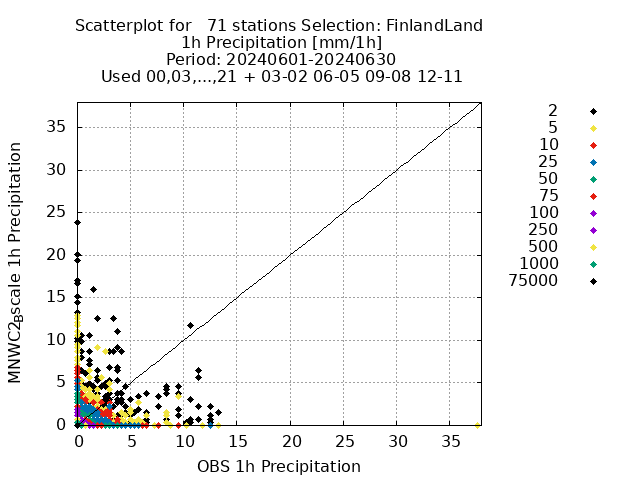 Scatterplot for   71 stations Selection: FinlandLand
1h Precipitation [mm/1h]
Period: 20240601-20240630
Used 00,03,...,21 + 03-02 06-05 09-08 12-11
MNWC2Bscale 1h Precipitation
35
30
25
20
15
10
5
0
0 5 10 15 20 25 30 35
OBS 1h Precipitation
2
5
10
25
50
75
100
250
500
1000
75000